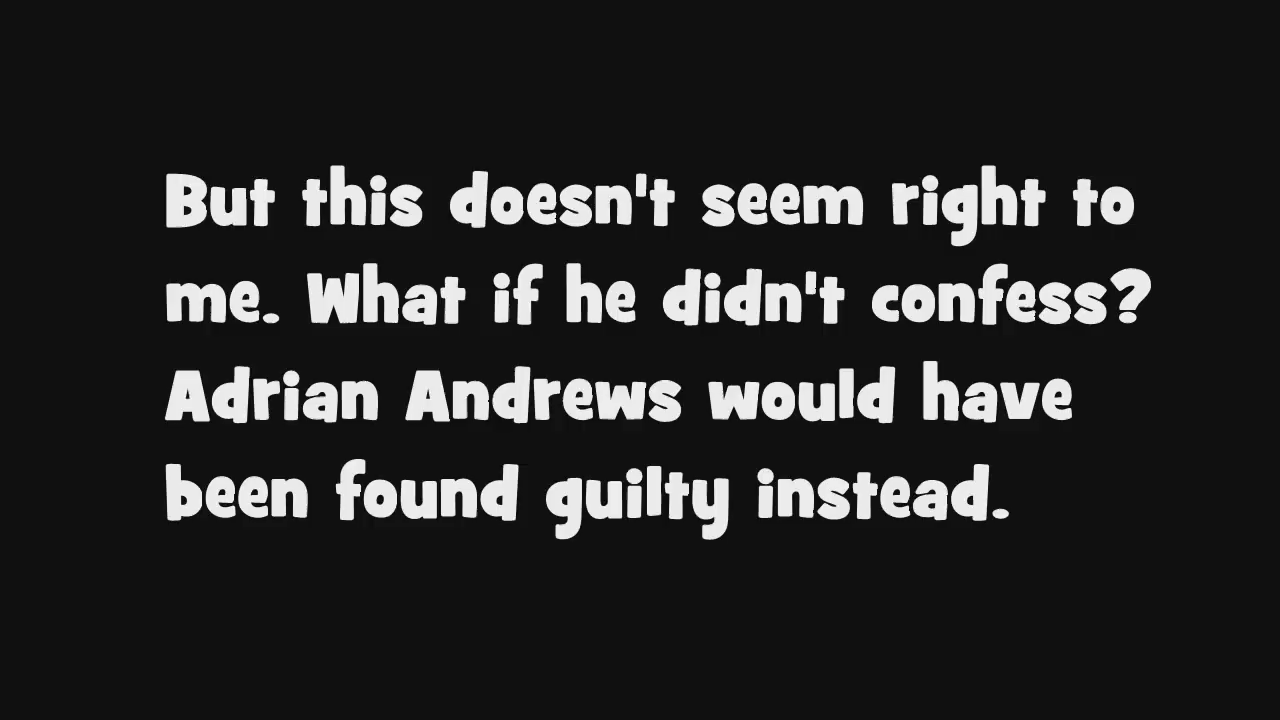 But this doesn't seem right to
me. What if he didn't confess?
Adrian Andrews would have
been found guilty instead.